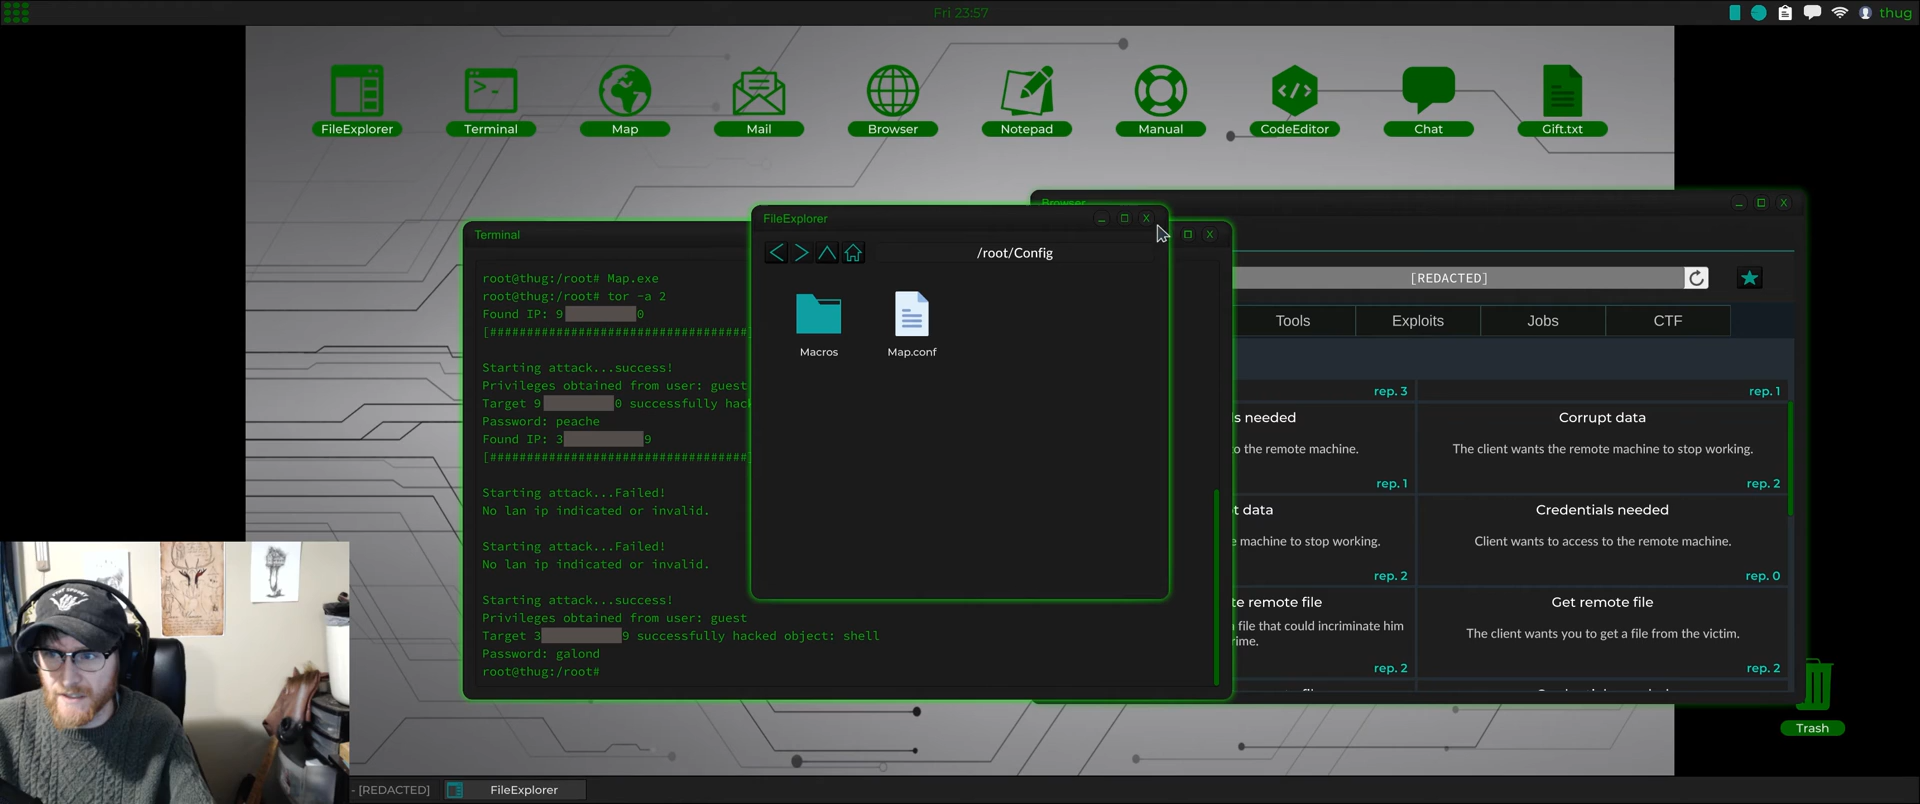 Fri 23:57
thug
FileExplorer
Terminal
Map
Mail
Browser
Notepad
Manual
CodeEditor
Chat
Gift.txt
Terminal
root@thug:/root# Map.exe
root@thug:/root# tor -a 2
Found IP: 9 0
[##################################
Starting attack...success!
Privileges obtained from user: guest
Target 9 0 successfully hack
Password: peache
Found IP: 3 9
[##################################
Starting attack...Failed!
No lan ip indicated or invalid.
Starting attack...Failed!
No lan ip indicated or invalid.
Starting attack...success!
Privileges obtained from user: guest
Target 3 9 successfully hacked object: shell
Password: galond
root@thug:/root#
FileExplorer
X
/root/Config
Macros
Map.conf
X
Browser
X
[REDACTED]
Tools
Exploits
Jobs
CTF
rep. 3
rep. 1
ls needed
o the remote machine.
rep. 1
Corrupt data
The client wants the remote machine to stop working.
rep. 2
t data
e machine to stop working.
rep. 2
Credentials needed
Client wants to access to the remote machine.
rep. 0
te remote file
a file that could incriminate him
rime.
rep. 2
Get remote file
The client wants you to get a file from the victim.
rep. 2
Trash
- [REDACTED]
FileExplorer